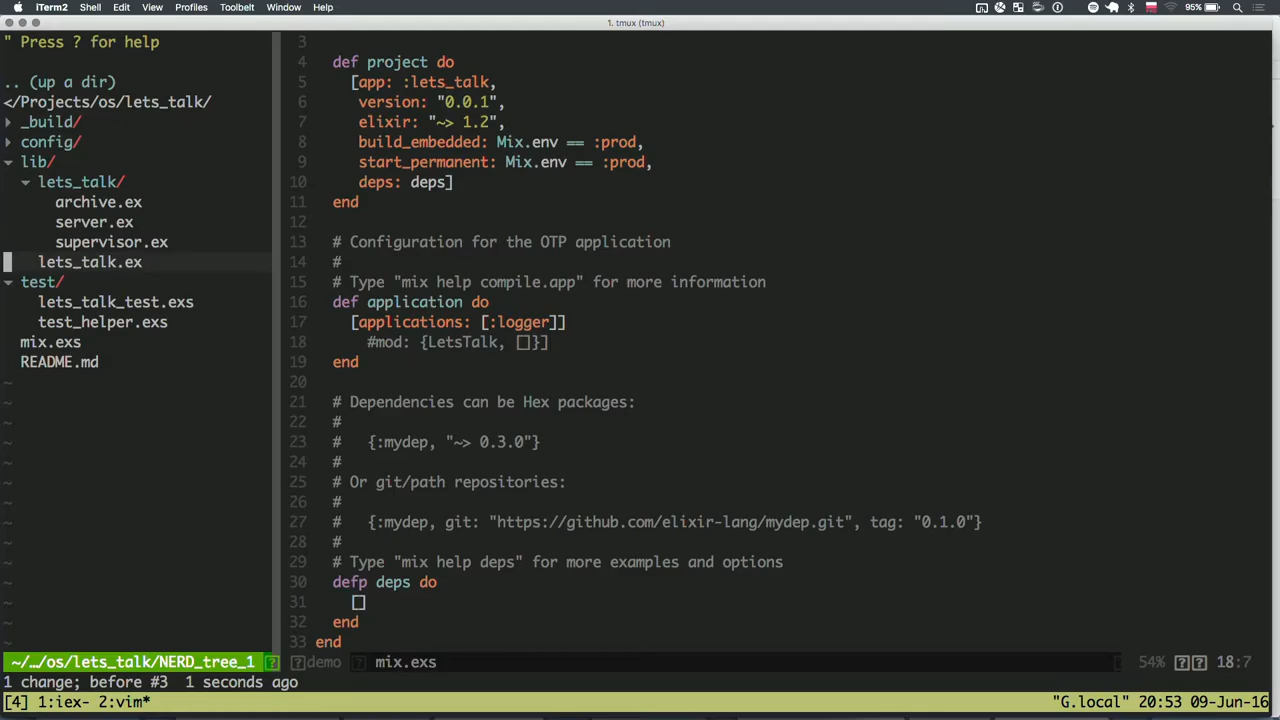 iTerm2 Shell Edit View Profiles Toolbelt Window Help
95%
1. tmux (tmux)
" Press ? for help
.. (up a dir)
</Projects/os/lets_talk/
_build/
config/
lib/
lets_talk/
archive.ex
server.ex
supervisor.ex
lets_talk.ex
test/
lets_talk_test.exs
test_helper.exs
mix.exs
README.md
~
~
~
~
~
~
~
~
~
~
~
~
~
~
3
4 def project do
5 [app: :lets_talk,
6 version: "0.0.1",
7 elixir: "~> 1.2",
8 build_embedded: Mix.env == :prod,
9 start_permanent: Mix.env == :prod,
10 deps: deps]
11 end
12
13 # Configuration for the OTP application
14 #
15 # Type "mix help compile.app" for more information
16 def application do
17 [applications: [:logger]]
18 #mod: {LetsTalk, []}]
19 end
20
21 # Dependencies can be Hex packages:
22 #
23 # {:mydep, "~> 0.3.0"}
24 #
25 # Or git/path repositories:
26 #
27 # {:mydep, git: "https://github.com/elixir-lang/mydep.git", tag: "0.1.0"}
28 #
29 # Type "mix help deps" for more examples and options
30 defp deps do
31 []
32 end
33 end
~/…/os/lets_talk/NERD_tree_1 ? ?demo ? mix.exs 54% ?? 18:7
1 change; before #3 1 seconds ago
[4] 1:iex- 2:vim* "G.local" 20:53 09-Jun-16